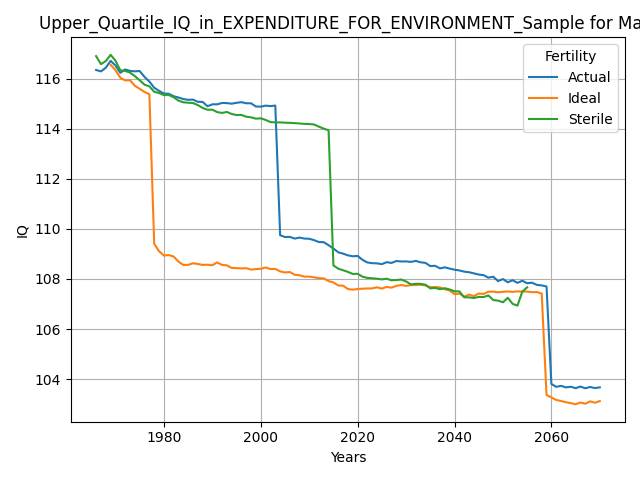 Upper_Quartile_IQ_in_EXPENDITURE_FOR_ENVIRONMENT_Sample for Ma
Fertility
Actual
Ideal
Sterile
IQ
116
114
112
110
108
106
104
1980
2000
2020
2040
2060
Years